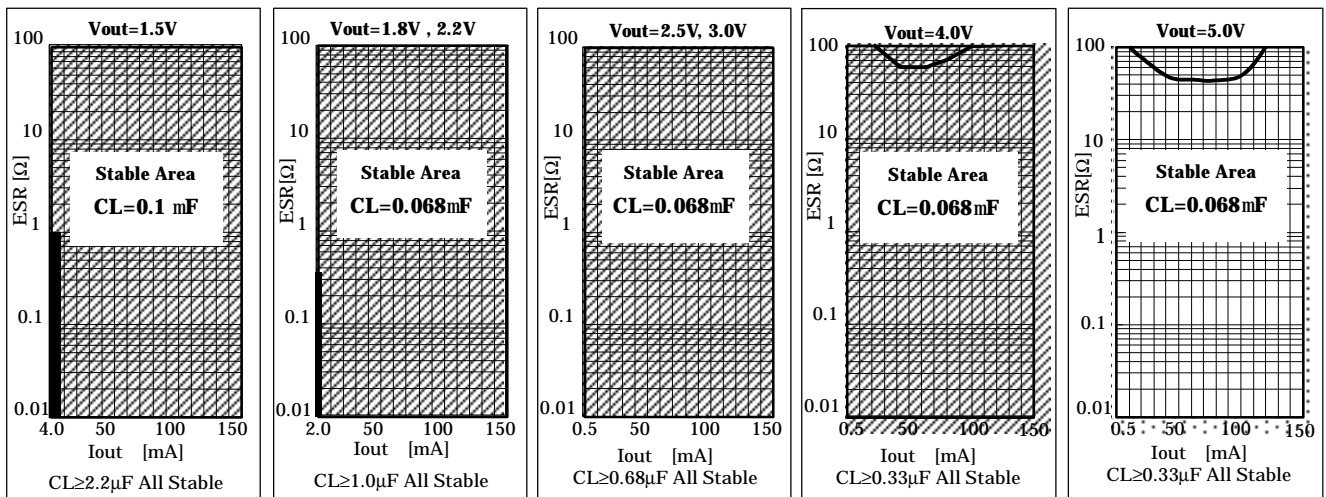 Vout=1.5V
100
10
1
0.1
0.01
ESR [Ω]
Stable Area
CL=0.1 mF
4.0 50 100 150
Iout [mA]
CL≥2.2μF All Stable
Vout=1.8V , 2.2V
100
10
1
0.1
0.01
ESR[Ω]
Stable Area
CL=0.068mF
2.0 50 100 150
Iout [mA]
CL≥1.0μF All Stable
Vout=2.5V, 3.0V
100
10
1
0.1
0.01
ESR[Ω]
Stable Area
CL=0.068mF
0.5 50 100 150
Iout [mA]
CL≥0.68μF All Stable
Vout=4.0V
100
10
1
0.1
0.01
ESR [Ω]
Stable Area
CL=0.068mF
0.5 50 100 150
Iout [mA]
CL≥0.33μF All Stable
Vout=5.0V
100
10
1
0.1
0.01
ESR[Ω]
Stable Area
CL=0.068mF
0.5 50 100 150
Iout [mA]
CL≥0.33μF All Stable